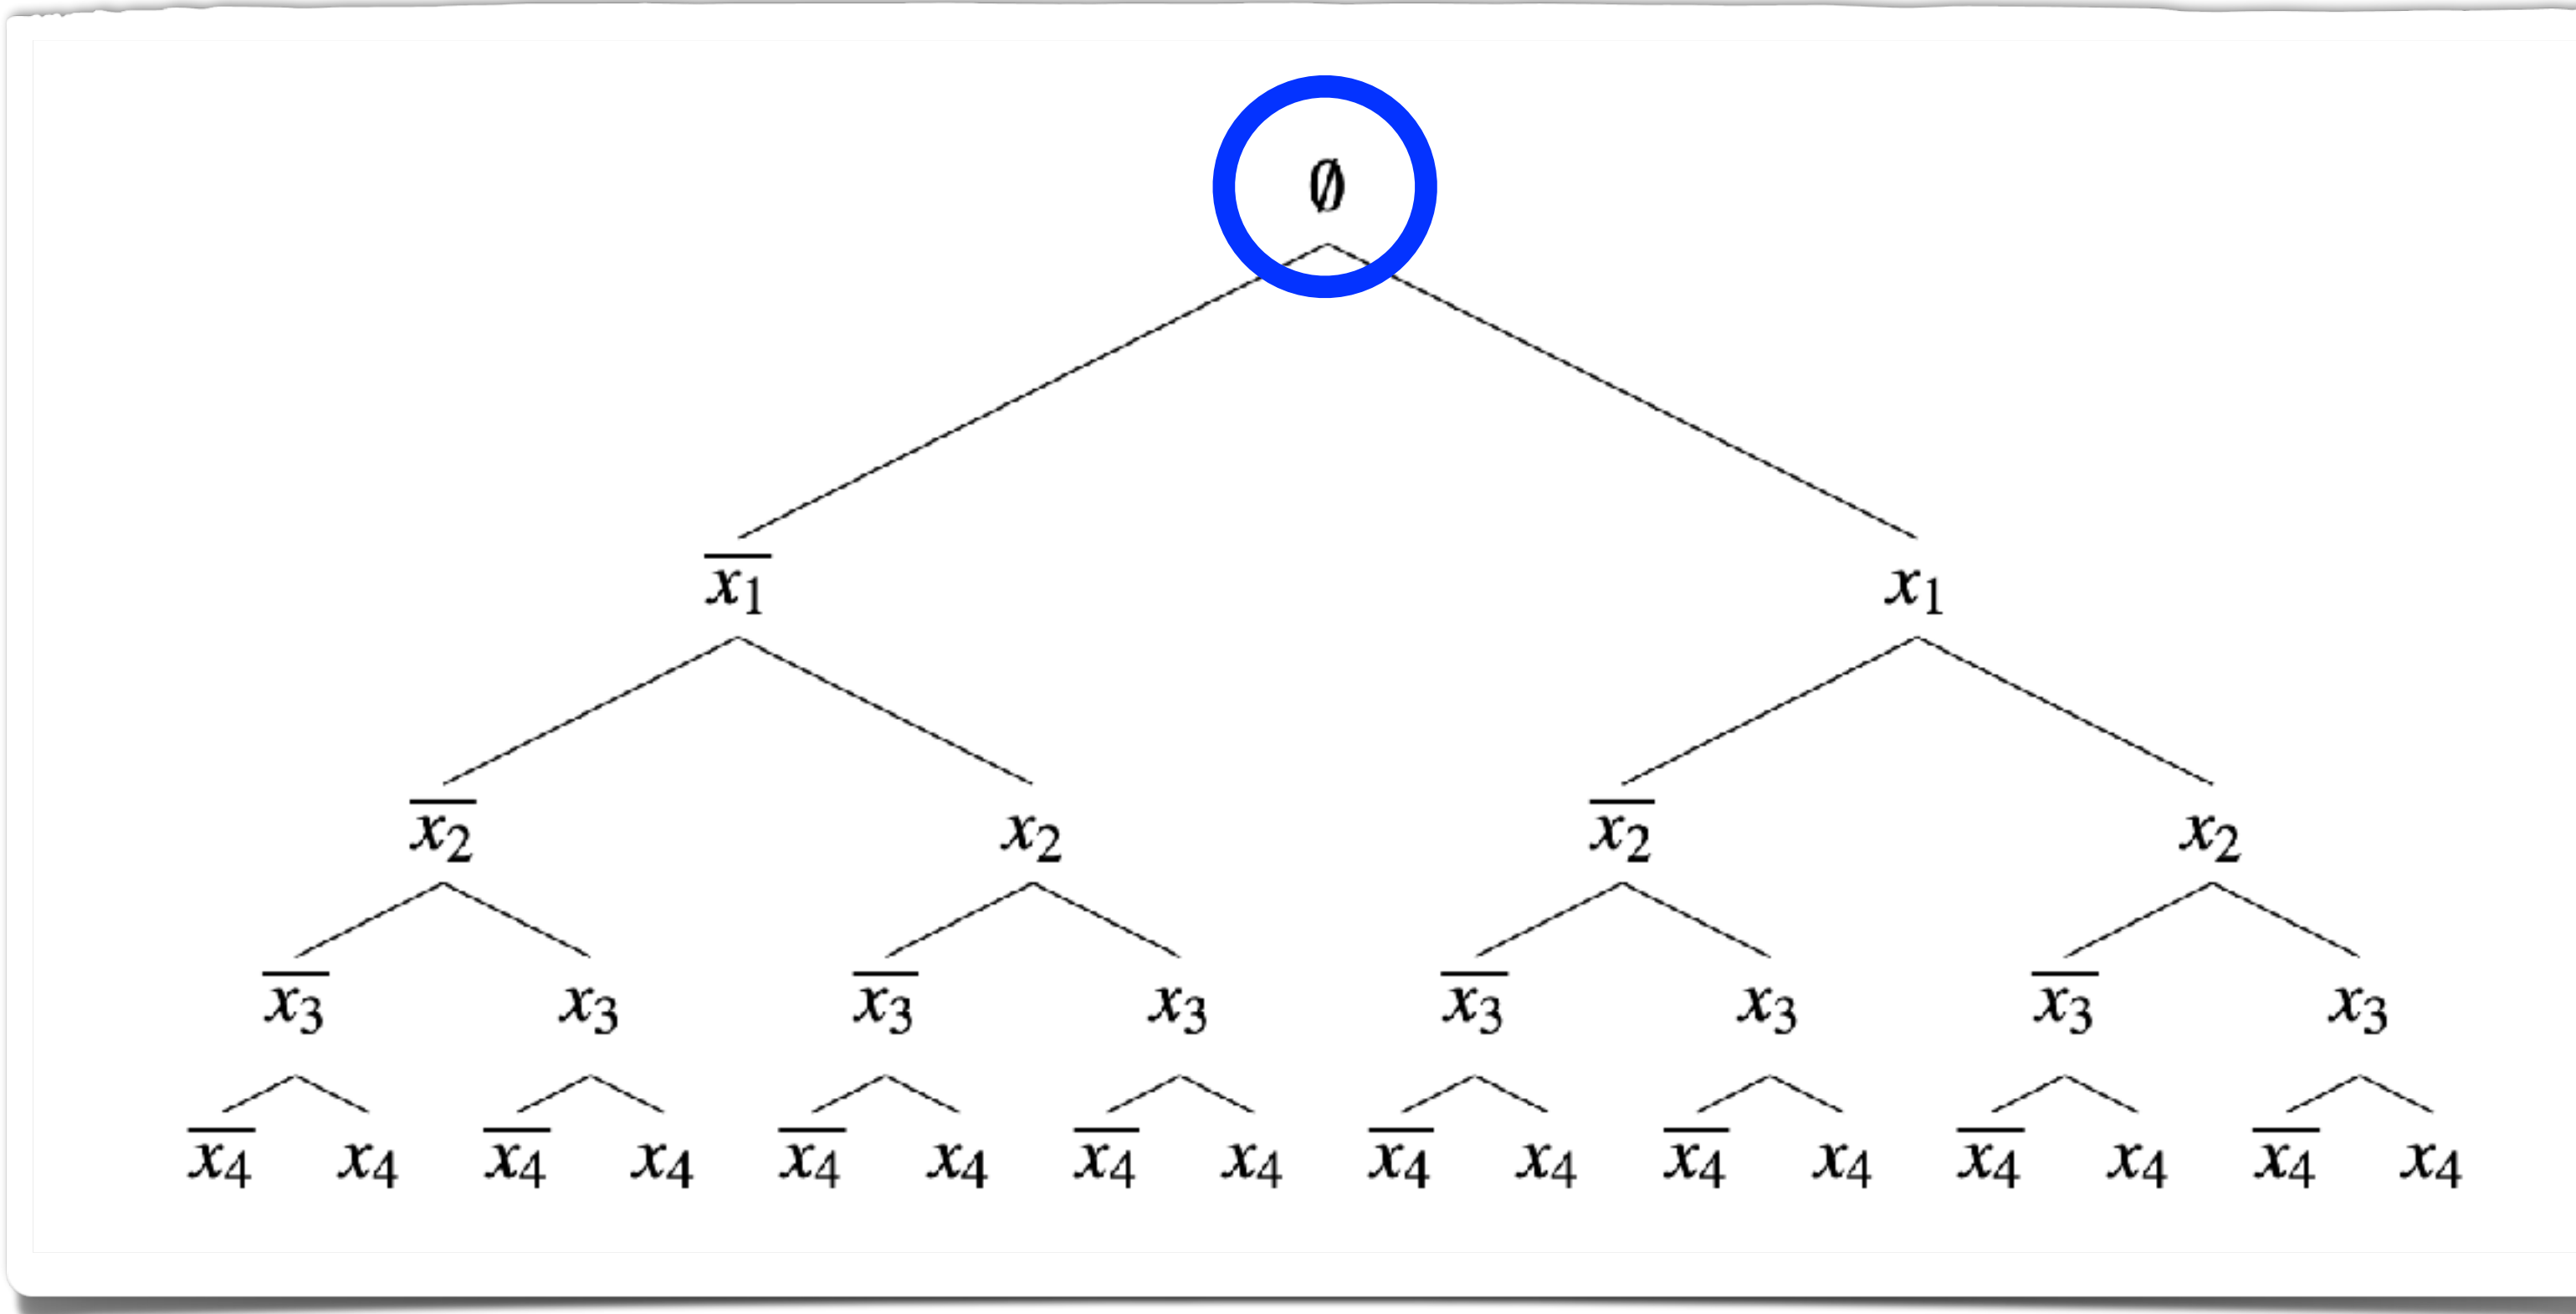 ∅
x̅₁ x₁
x̅₂ x₂ x̅₂ x₂
x̅₃ x₃ x̅₃ x₃ x̅₃ x₃ x̅₃ x₃
x̅₄ x₄ x̅₄ x₄ x̅₄ x₄ x̅₄ x₄ x̅₄ x₄ x̅₄ x₄ x̅₄ x₄ x̅₄ x₄